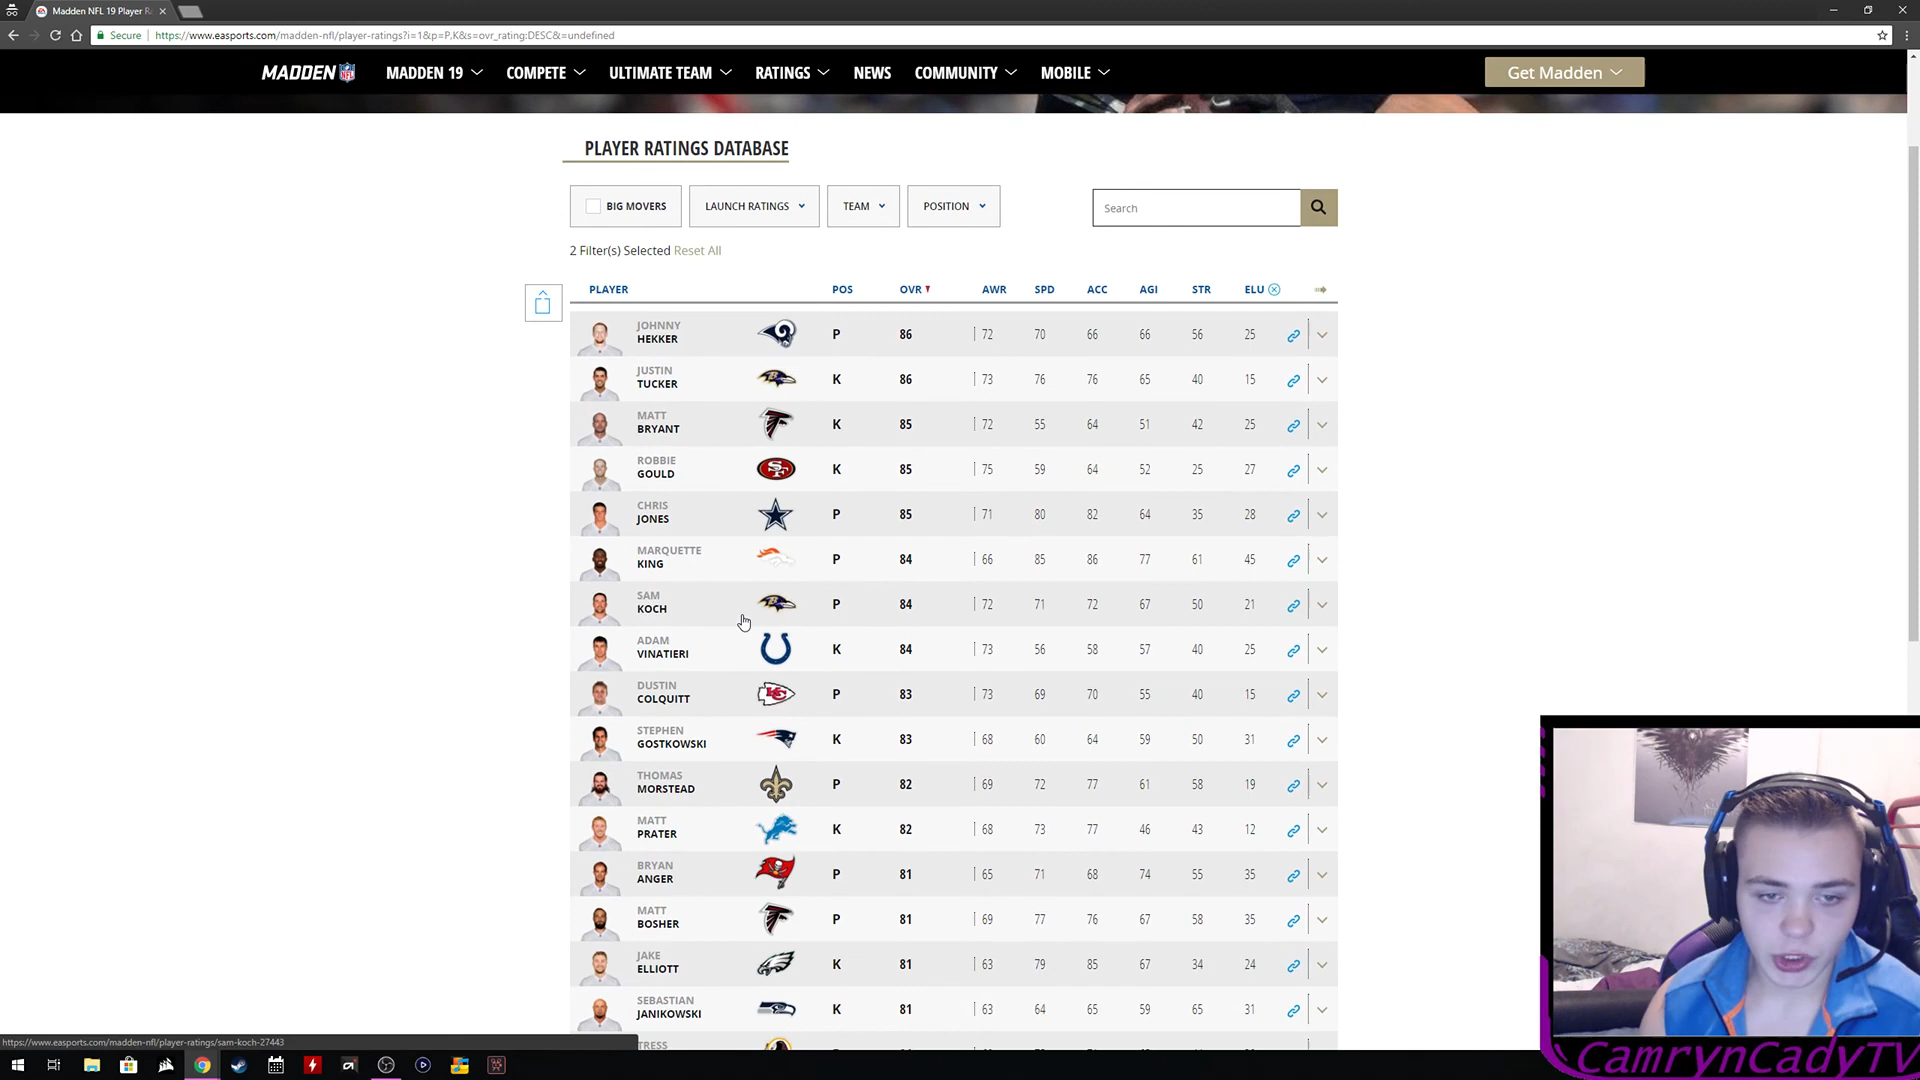 Madden NFL 19 Player R
Secure https://www.easports.com/madden-nfl/player-ratings?i=1&p=P,K&s=ovr_rating:DESC&=undefined
MADDEN NFL MADDEN 19 COMPETE ULTIMATE TEAM RATINGS NEWS COMMUNITY MOBILE Get Madden
PLAYER RATINGS DATABASE
BIG MOVERS LAUNCH RATINGS TEAM POSITION Search
2 Filter(s) Selected Reset All
PLAYER POS OVR AWR SPD ACC AGI STR ELU
JOHNNY
HEKKER P 86 72 70 66 66 56 25
JUSTIN
TUCKER K 86 73 76 76 65 40 15
MATT
BRYANT K 85 72 55 64 51 42 25
ROBBIE
GOULD K 85 75 59 64 52 25 27
CHRIS
JONES P 85 71 80 82 64 35 28
MARQUETTE
KING P 84 66 85 86 77 61 45
SAM
KOCH P 84 72 71 72 67 50 21
ADAM
VINATIERI K 84 73 56 58 57 40 25
DUSTIN
COLQUITT P 83 73 69 70 55 40 15
STEPHEN
GOSTKOWSKI K 83 68 60 64 59 50 31
THOMAS
MORSTEAD P 82 69 72 77 61 58 19
MATT
PRATER K 82 68 73 77 46 43 12
BRYAN
ANGER P 81 65 71 68 74 55 35
MATT
BOSHER P 81 69 77 76 67 58 35
JAKE
ELLIOTT K 81 63 79 85 67 34 24
SEBASTIAN
JANIKOWSKI K 81 63 64 65 59 65 31
TRESS
https://www.easports.com/madden-nfl/player-ratings/sam-koch-27443
CamrynCadyTV